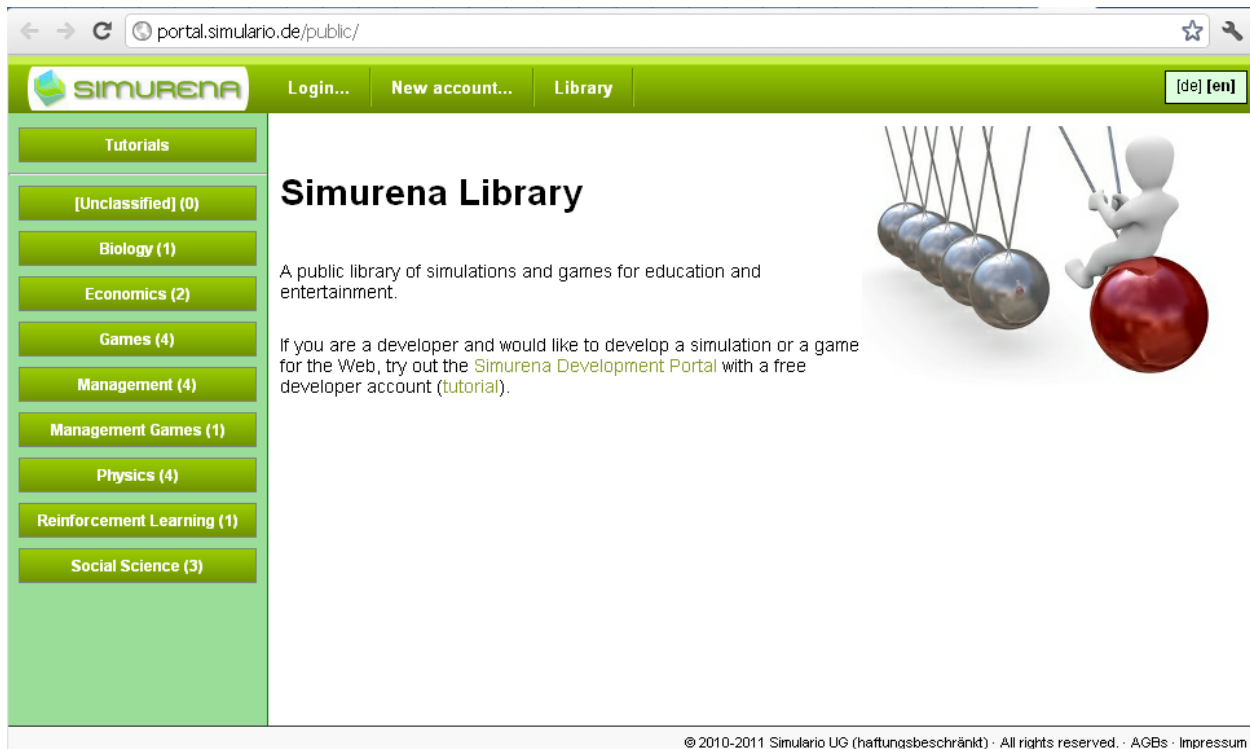 portal.simulario.de/public/
SIMURENA
Login...
New account...
Library
[de] [en]
Tutorials
[Unclassified] (0)
Biology (1)
Economics (2)
Games (4)
Management (4)
Management Games (1)
Physics (4)
Reinforcement Learning (1)
Social Science (3)
Simurena Library
A public library of simulations and games for education and
entertainment.
If you are a developer and would like to develop a simulation or a game
for the Web, try out the Simurena Development Portal with a free
developer account (tutorial).
© 2010-2011 Simulario UG (haftungsbeschränkt) · All rights reserved. · AGBs · Impressum